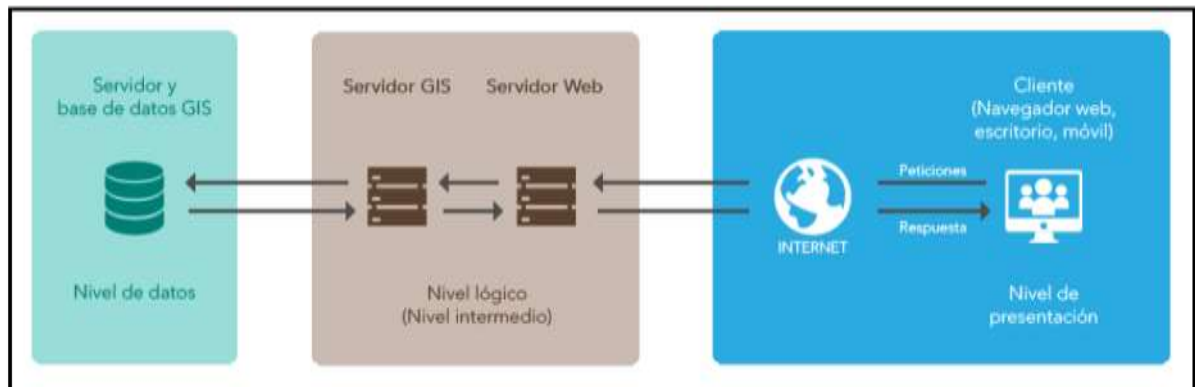 Servidor y
base de datos GIS
Nivel de datos
Servidor GIS
Servidor Web
Nivel lógico
(Nivel intermedio)
Cliente
(Navegador web,
escritorio, móvil)
Peticiones
Respuesta
INTERNET
Nivel de
presentación